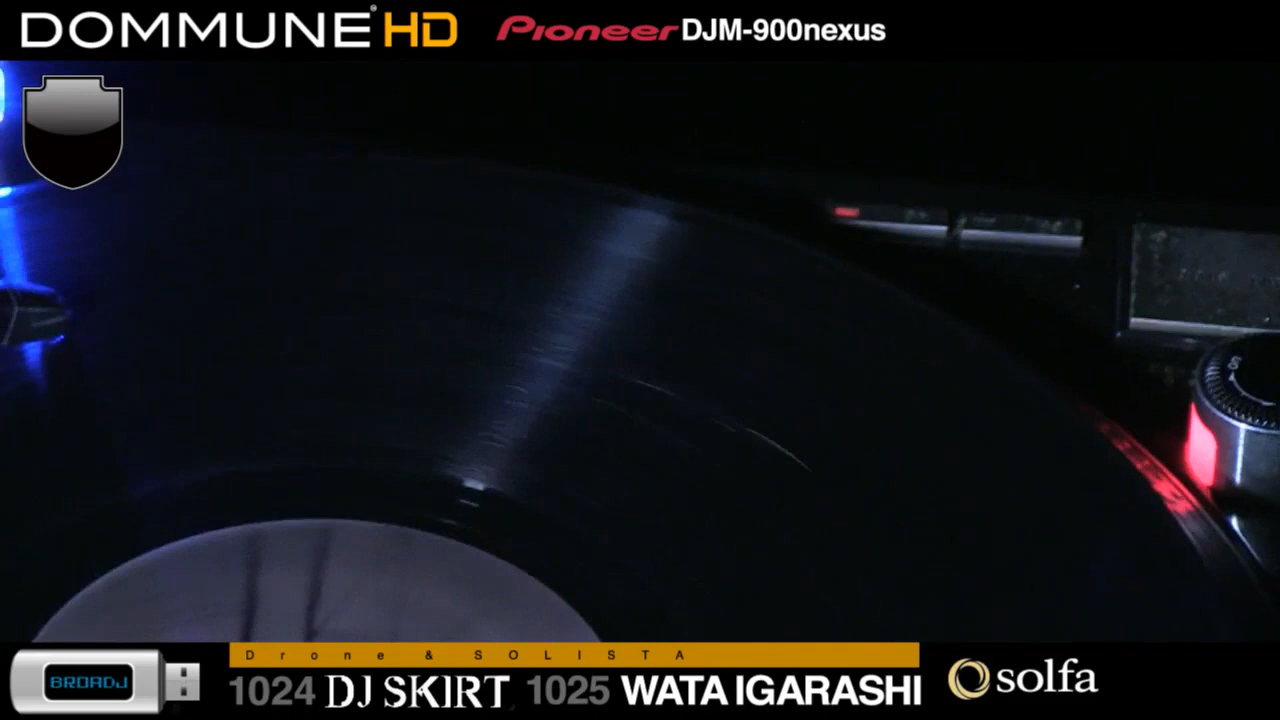 DOMMUNE® HD Pioneer DJM-900nexus
Drone & SOLISTA
BROADJ
1024 DJ SKIRT 1025 WATA IGARASHI
solfa